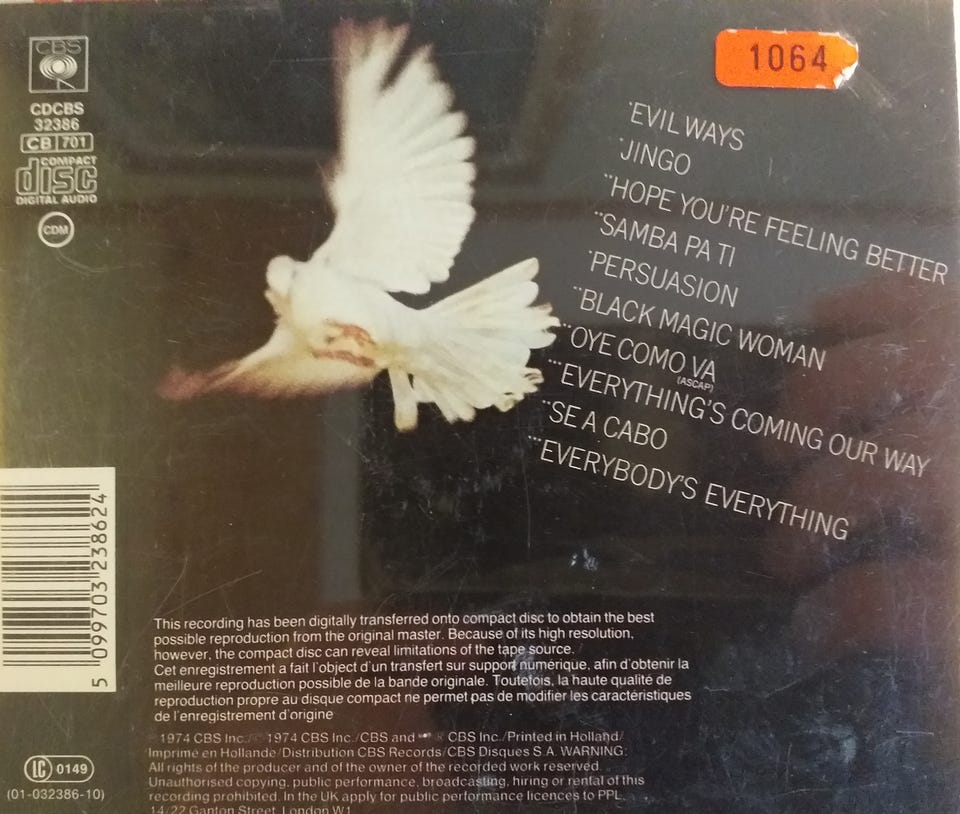 CBS
CDCBS
32386
CB 701
COMPACT
disc
DIGITAL AUDIO
CDM
1064
'EVIL WAYS
'JINGO
''HOPE YOU'RE FEELING BETTER
''SAMBA PA TI
'PERSUASION
''BLACK MAGIC WOMAN
''OYE COMO VA
(ASCAP)
'''EVERYTHING'S COMING OUR WAY
''SE A CABO
'''EVERYBODY'S EVERYTHING
5 099703 238624
This recording has been digitally transferred onto compact disc to obtain the best
possible reproduction from the original master. Because of its high resolution,
however, the compact disc can reveal limitations of the tape source.
Cet enregistrement a fait l'object d'un transfert sur support numérique, afin d'obtenir la
meilleure reproduction possible de la bande originale. Toutefois, la haute qualité de
reproduction propre au disque compact ne permet pas de modifier les caractéristiques
de l'enregistrement d'origine
1974 CBS Inc./ 1974 CBS Inc./CBS and CBS Inc./Printed in Holland/
Imprimé en Hollande/Distribution CBS Records/CBS Disques S.A. WARNING:
All rights of the producer and of the owner of the recorded work reserved.
Unauthorised copying, public performance, broadcasting, hiring or rental of this
recording prohibited. In the UK apply for public performance licences to PPL,
14/22 Ganton Street, London W1
LC 0149
(01-032386-10)